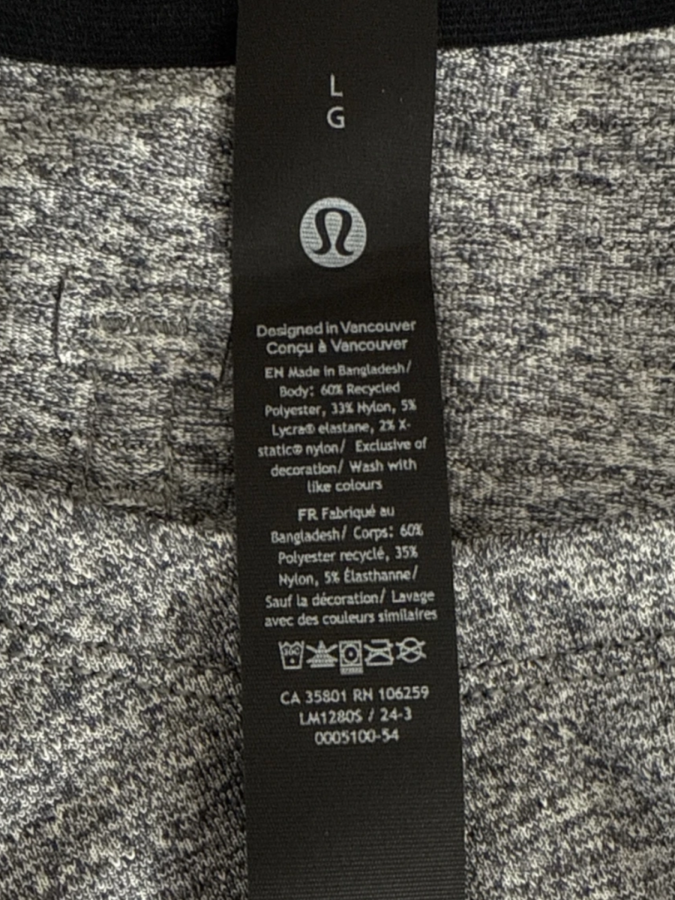 L
G
Designed in Vancouver
Conçu à Vancouver
EN Made in Bangladesh/
Body: 60% Recycled
Polyester, 33% Nylon, 5%
Lycra® elastane, 2% X-
static® nylon/ Exclusive of
decoration/ Wash with
like colours
FR Fabriqué au
Bangladesh/ Corps: 60%
Polyester recyclé, 35%
Nylon, 5% Élasthanne/
Sauf la décoration/ Lavage
avec des couleurs similaires
CA 35801 RN 106259
LM1280S / 24-3
0005100-54